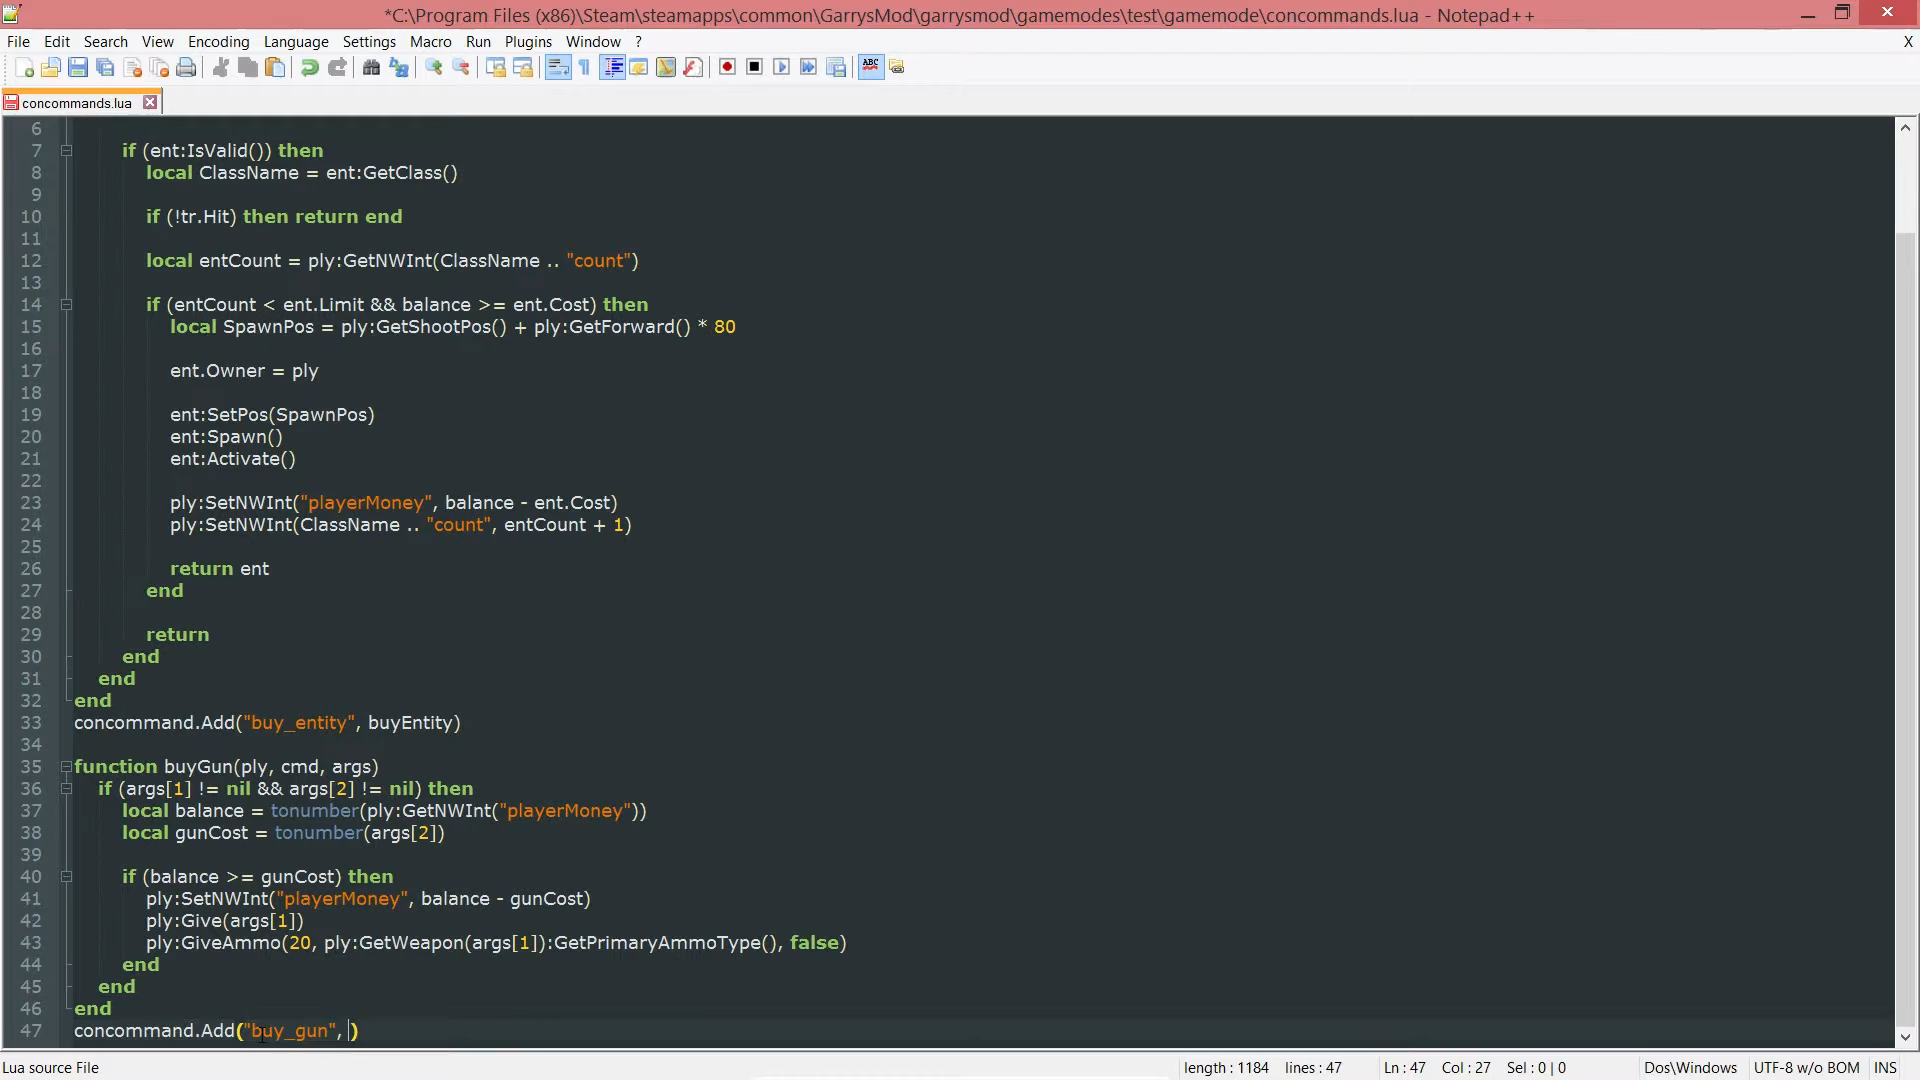 *C:\Program Files (x86)\Steam\steamapps\common\GarrysMod\garrysmod\gamemodes\test\gamemode\concommands.lua - Notepad++
File Edit Search View Encoding Language Settings Macro Run Plugins Window ? X
ABC
concommands.lua
6
7 if (ent:IsValid()) then
8 local ClassName = ent:GetClass()
9
10 if (!tr.Hit) then return end
11
12 local entCount = ply:GetNWInt(ClassName .. "count")
13
14 if (entCount < ent.Limit && balance >= ent.Cost) then
15 local SpawnPos = ply:GetShootPos() + ply:GetForward() * 80
16
17 ent.Owner = ply
18
19 ent:SetPos(SpawnPos)
20 ent:Spawn()
21 ent:Activate()
22
23 ply:SetNWInt("playerMoney", balance - ent.Cost)
24 ply:SetNWInt(ClassName .. "count", entCount + 1)
25
26 return ent
27 end
28
29 return
30 end
31 end
32 end
33 concommand.Add("buy_entity", buyEntity)
34
35 function buyGun(ply, cmd, args)
36 if (args[1] != nil && args[2] != nil) then
37 local balance = tonumber(ply:GetNWInt("playerMoney"))
38 local gunCost = tonumber(args[2])
39
40 if (balance >= gunCost) then
41 ply:SetNWInt("playerMoney", balance - gunCost)
42 ply:Give(args[1])
43 ply:GiveAmmo(20, ply:GetWeapon(args[1]):GetPrimaryAmmoType(), false)
44 end
45 end
46 end
47 concommand.Add("buy_gun", )
Lua source File length : 1184 lines : 47 Ln : 47 Col : 27 Sel : 0 | 0 Dos\Windows UTF-8 w/o BOM INS